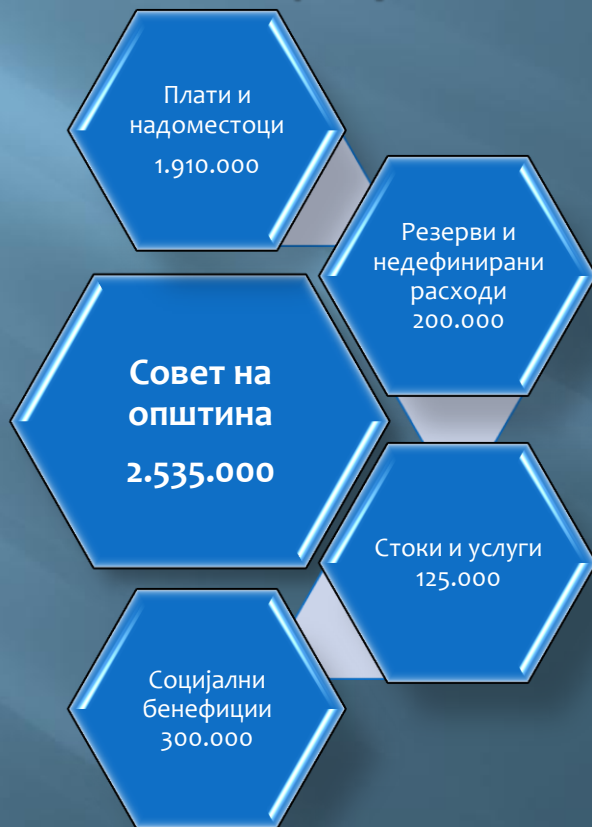 Плати и
надоместоци
1.910.000
Резерви и
недефинирани
расходи
200.000
Совет на
општина
2.535.000
Стоки и услуги
125.000
Социјални
бенефиции
300.000